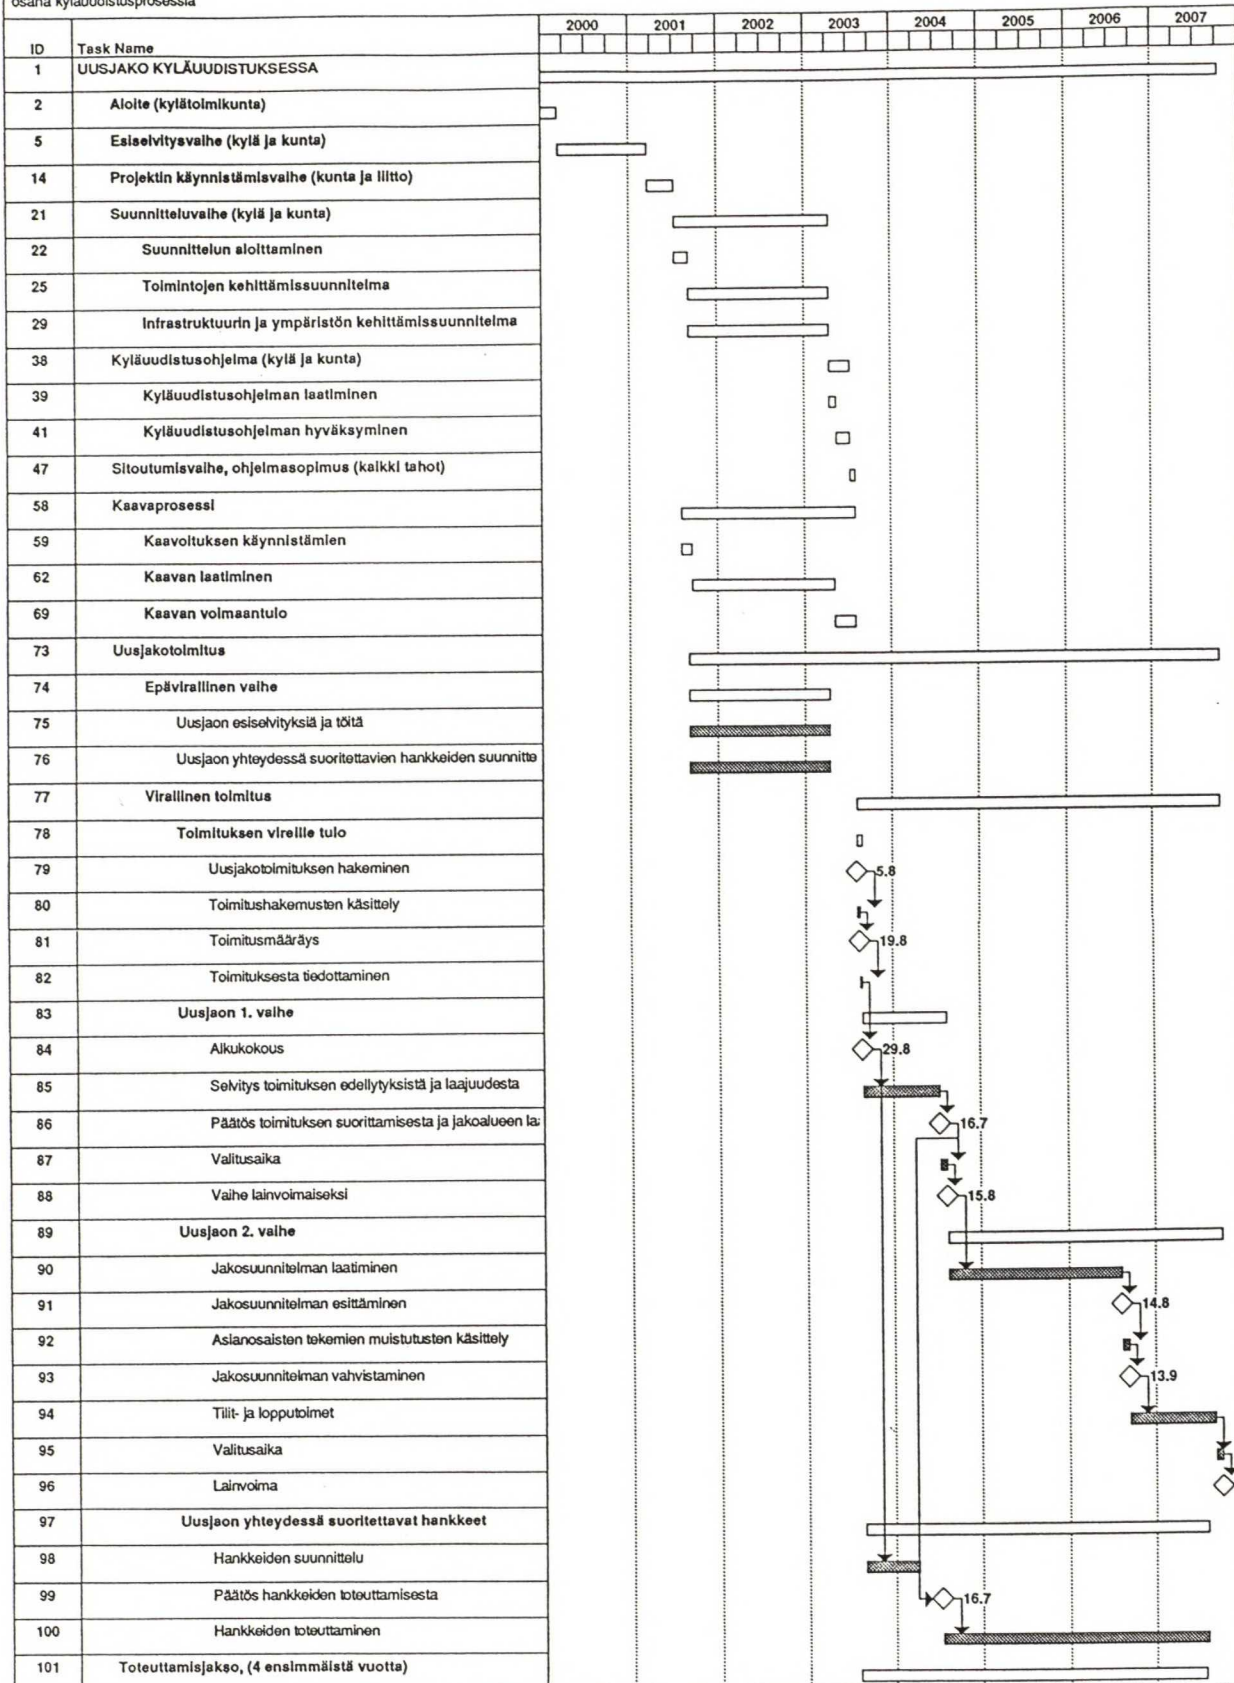 osana kyläuudistusprosessia
2000 2001 2002 2003 2004 2005 2006 2007
ID Task Name
1 UUSJAKO KYLÄUUDISTUKSESSA
2 Aloite (kylätoimikunta)
5 Esiselvitysvaihe (kylä ja kunta)
14 Projektin käynnistämisvaihe (kunta ja liitto)
21 Suunnitteluvaihe (kylä ja kunta)
22 Suunnittelun aloittaminen
25 Toimintojen kehittämissuunnitelma
29 Infrastruktuurin ja ympäristön kehittämissuunnitelma
38 Kyläuudistusohjelma (kylä ja kunta)
39 Kyläuudistusohjelman laatiminen
41 Kyläuudistusohjelman hyväksyminen
47 Sitoutumisvaihe, ohjelmasopimus (kaikki tahot)
58 Kaavaprosessi
59 Kaavoituksen käynnistämien
62 Kaavan laatiminen
69 Kaavan voimaantulo
73 Uusjakotoimitus
74 Epävirallinen vaihe
75 Uusjaon esiselvityksiä ja töitä
76 Uusjaon yhteydessä suoritettavien hankkeiden suunnitte
77 Virallinen toimitus
78 Toimituksen vireille tulo
79 Uusjakotoimituksen hakeminen 5.8
80 Toimitushakemusten käsittely
81 Toimitusmääräys 19.8
82 Toimituksesta tiedottaminen
83 Uusjaon 1. vaihe
84 Alkukokous 29.8
85 Selvitys toimituksen edellytyksistä ja laajuudesta
86 Päätös toimituksen suorittamisesta ja jakoalueen la 16.7
87 Valitusaika
88 Vaihe lainvoimaiseksi 15.8
89 Uusjaon 2. vaihe
90 Jakosuunnitelman laatiminen
91 Jakosuunnitelman esittäminen 14.8
92 Asianosaisten tekemien muistutusten käsittely
93 Jakosuunnitelman vahvistaminen 13.9
94 Tilit- ja lopputoimet
95 Valitusaika
96 Lainvoima
97 Uusjaon yhteydessä suoritettavat hankkeet
98 Hankkeiden suunnittelu
99 Päätös hankkeiden toteuttamisesta 16.7
100 Hankkeiden toteuttaminen
101 Toteuttamisjakso, (4 ensimmäistä vuotta)